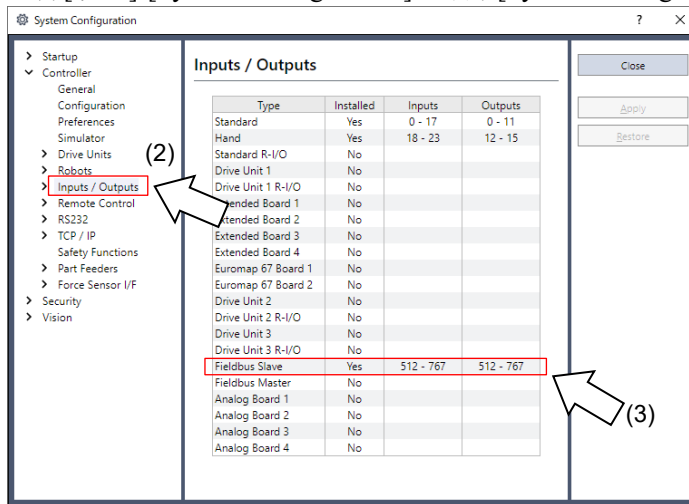 System Configuration ? ×
Startup
Controller
General
Configuration
Preferences
Simulator
Drive Units
(2)
Robots
Inputs / Outputs
Remote Control
RS232
TCP / IP
Safety Functions
Part Feeders
Force Sensor I/F
Security
Vision
Inputs / Outputs
Type Installed Inputs Outputs
Standard Yes 0 - 17 0 - 11
Hand Yes 18 - 23 12 - 15
Standard R-I/O No
Drive Unit 1 No
Drive Unit 1 R-I/O No
Extended Board 1 No
Extended Board 2 No
Extended Board 3 No
Extended Board 4 No
Euromap 67 Board 1 No
Euromap 67 Board 2 No
Drive Unit 2 No
Drive Unit 2 R-I/O No
Drive Unit 3 No
Drive Unit 3 R-I/O No
Fieldbus Slave Yes 512 - 767 512 - 767
Fieldbus Master No
Analog Board 1 No
Analog Board 2 No
Analog Board 3 No
Analog Board 4 No
(3)
Close
Apply
Restore